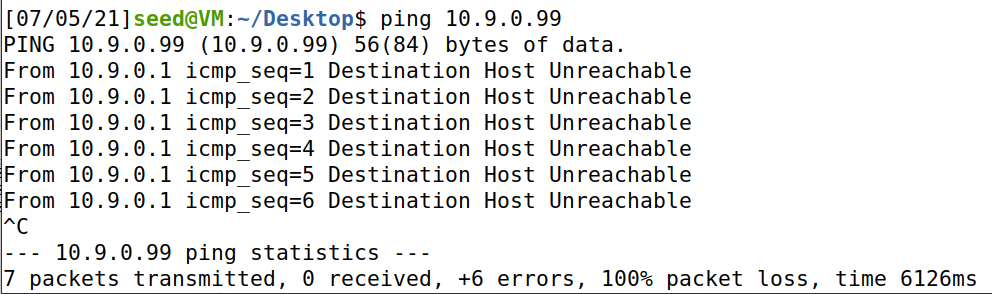 [07/05/21]seed@VM:~/Desktop$ ping 10.9.0.99
PING 10.9.0.99 (10.9.0.99) 56(84) bytes of data.
From 10.9.0.1 icmp_seq=1 Destination Host Unreachable
From 10.9.0.1 icmp_seq=2 Destination Host Unreachable
From 10.9.0.1 icmp_seq=3 Destination Host Unreachable
From 10.9.0.1 icmp_seq=4 Destination Host Unreachable
From 10.9.0.1 icmp_seq=5 Destination Host Unreachable
From 10.9.0.1 icmp_seq=6 Destination Host Unreachable
^C
--- 10.9.0.99 ping statistics ---
7 packets transmitted, 0 received, +6 errors, 100% packet loss, time 6126ms